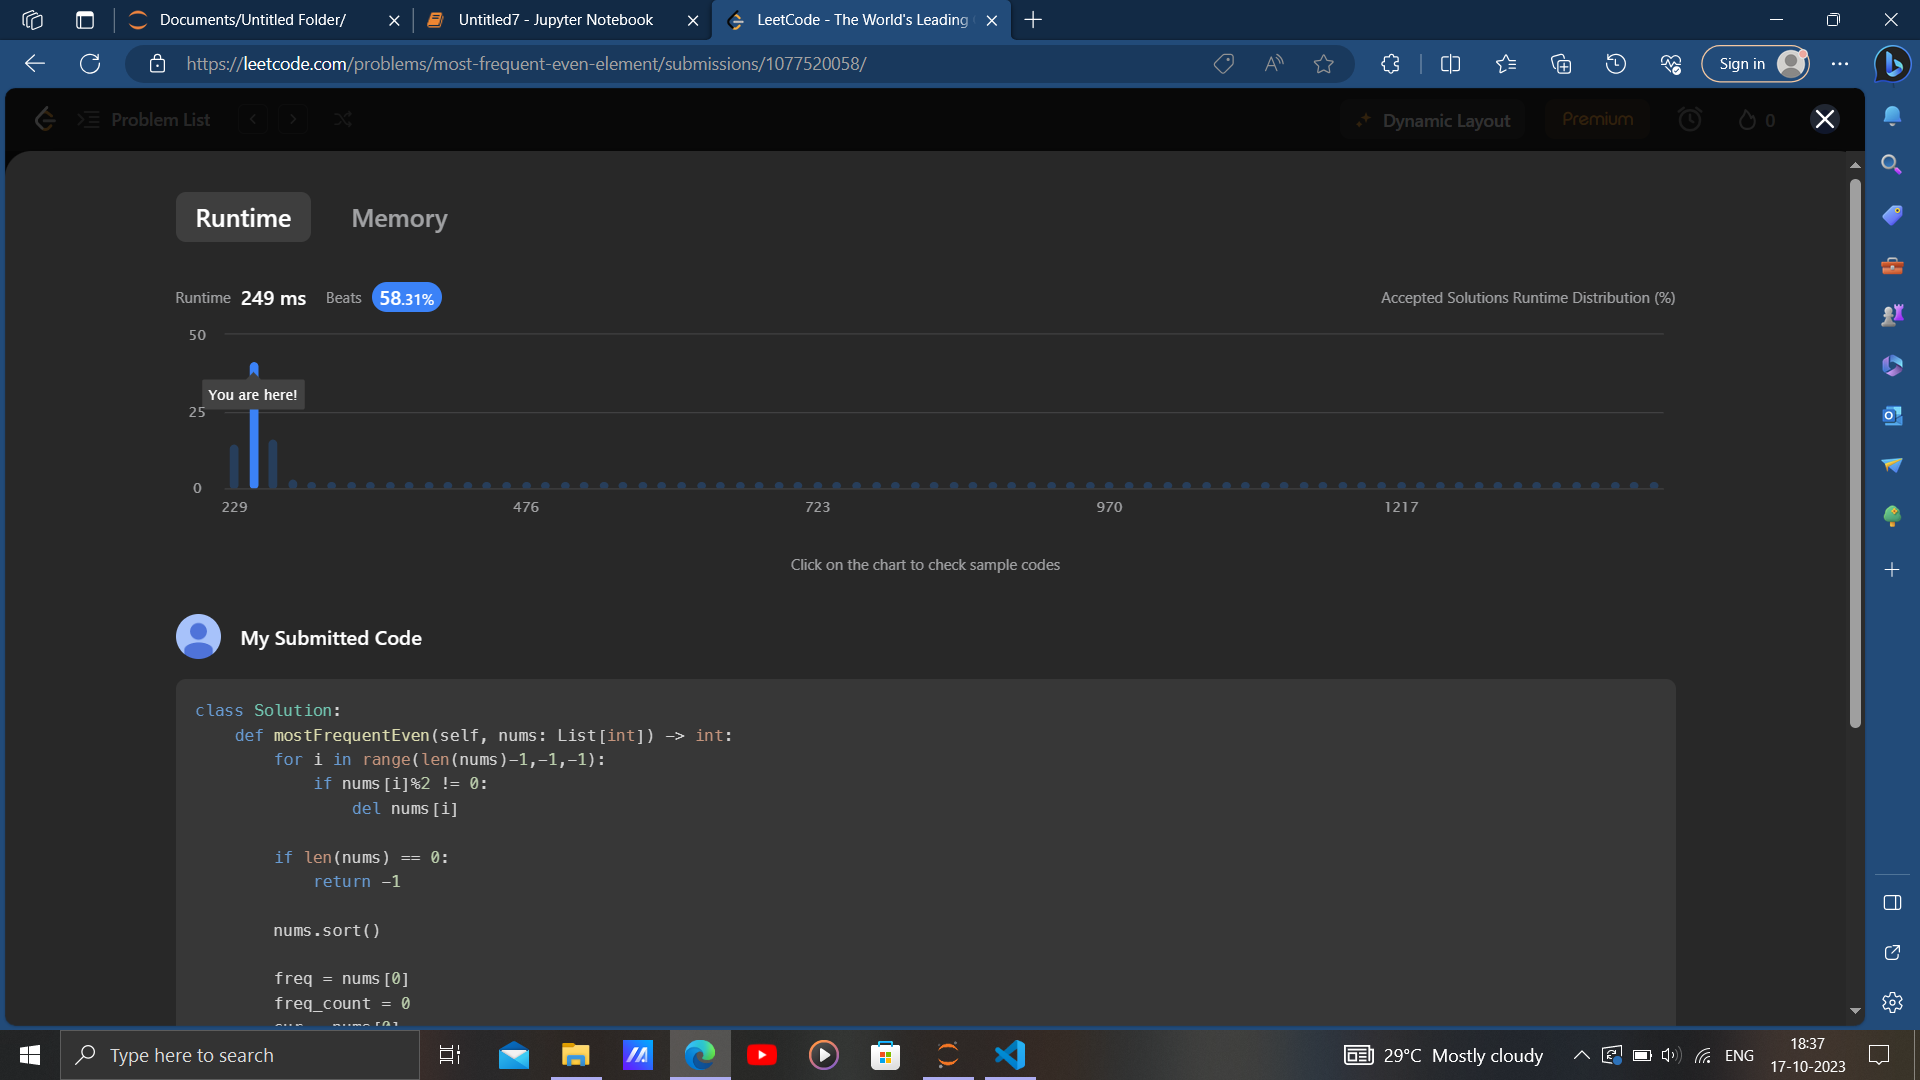 Documents/Untitled Folder/
Untitled7 - Jupyter Notebook
LeetCode - The World's Leading
https://leetcode.com/problems/most-frequent-even-element/submissions/1077520058/
Sign in
Problem List
Dynamic Layout
Premium
0
Runtime
Memory
Runtime 249 ms Beats 58.31%
Accepted Solutions Runtime Distribution (%)
50
You are here!
25
0
229 476 723 970 1217
Click on the chart to check sample codes
My Submitted Code
class Solution:
    def mostFrequentEven(self, nums: List[int]) -> int:
        for i in range(len(nums)-1,-1,-1):
            if nums[i]%2 != 0:
                del nums[i]
        if len(nums) == 0:
            return -1
        nums.sort()
        freq = nums[0]
        freq_count = 0
Type here to search
29°C Mostly cloudy
ENG
18:37
17-10-2023